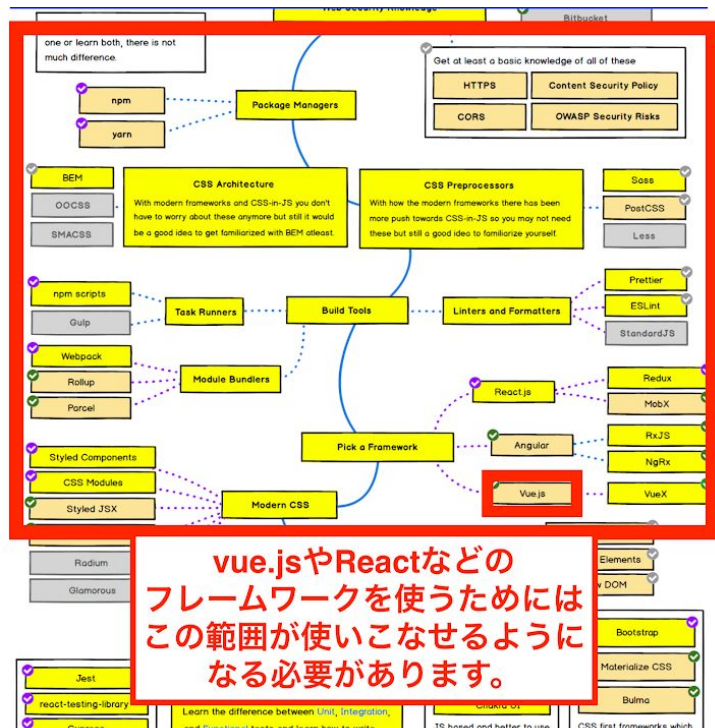 Web Security Knowledge
Bitbucket
one or learn both, there is not
much difference.
Get at least a basic knowledge of all of these
HTTPS
Content Security Policy
CORS
OWASP Security Risks
npm
yarn
Package Managers
BEM
OOCSS
SMACSS
CSS Architecture
With modern frameworks and CSS-in-JS you don't
have to worry about these anymore but still it would
be a good idea to get familiarized with BEM atleast.
CSS Preprocessors
With how the modern frameworks there has been
more push towards CSS-in-JS so you may not need
these but still a good idea to familiarize yourself.
Sass
PostCSS
Less
npm scripts
Gulp
Task Runners
Build Tools
Linters and Formatters
Prettier
ESLint
StandardJS
Webpack
Rollup
Parcel
Module Bundlers
React.js
Redux
MobX
Pick a Framework
Angular
RxJS
NgRx
Vue.js
VueX
Styled Components
CSS Modules
Styled JSX
Modern CSS
Radium
Glamorous
Elements
DOM
vue.jsやReactなどの
フレームワークを使うためには
この範囲が使いこなせるように
なる必要があります。
Bootstrap
Materialize CSS
Bulma
Jest
react-testing-library
Learn the difference between Unit, Integration,
JS based and better to use
CSS first frameworks which